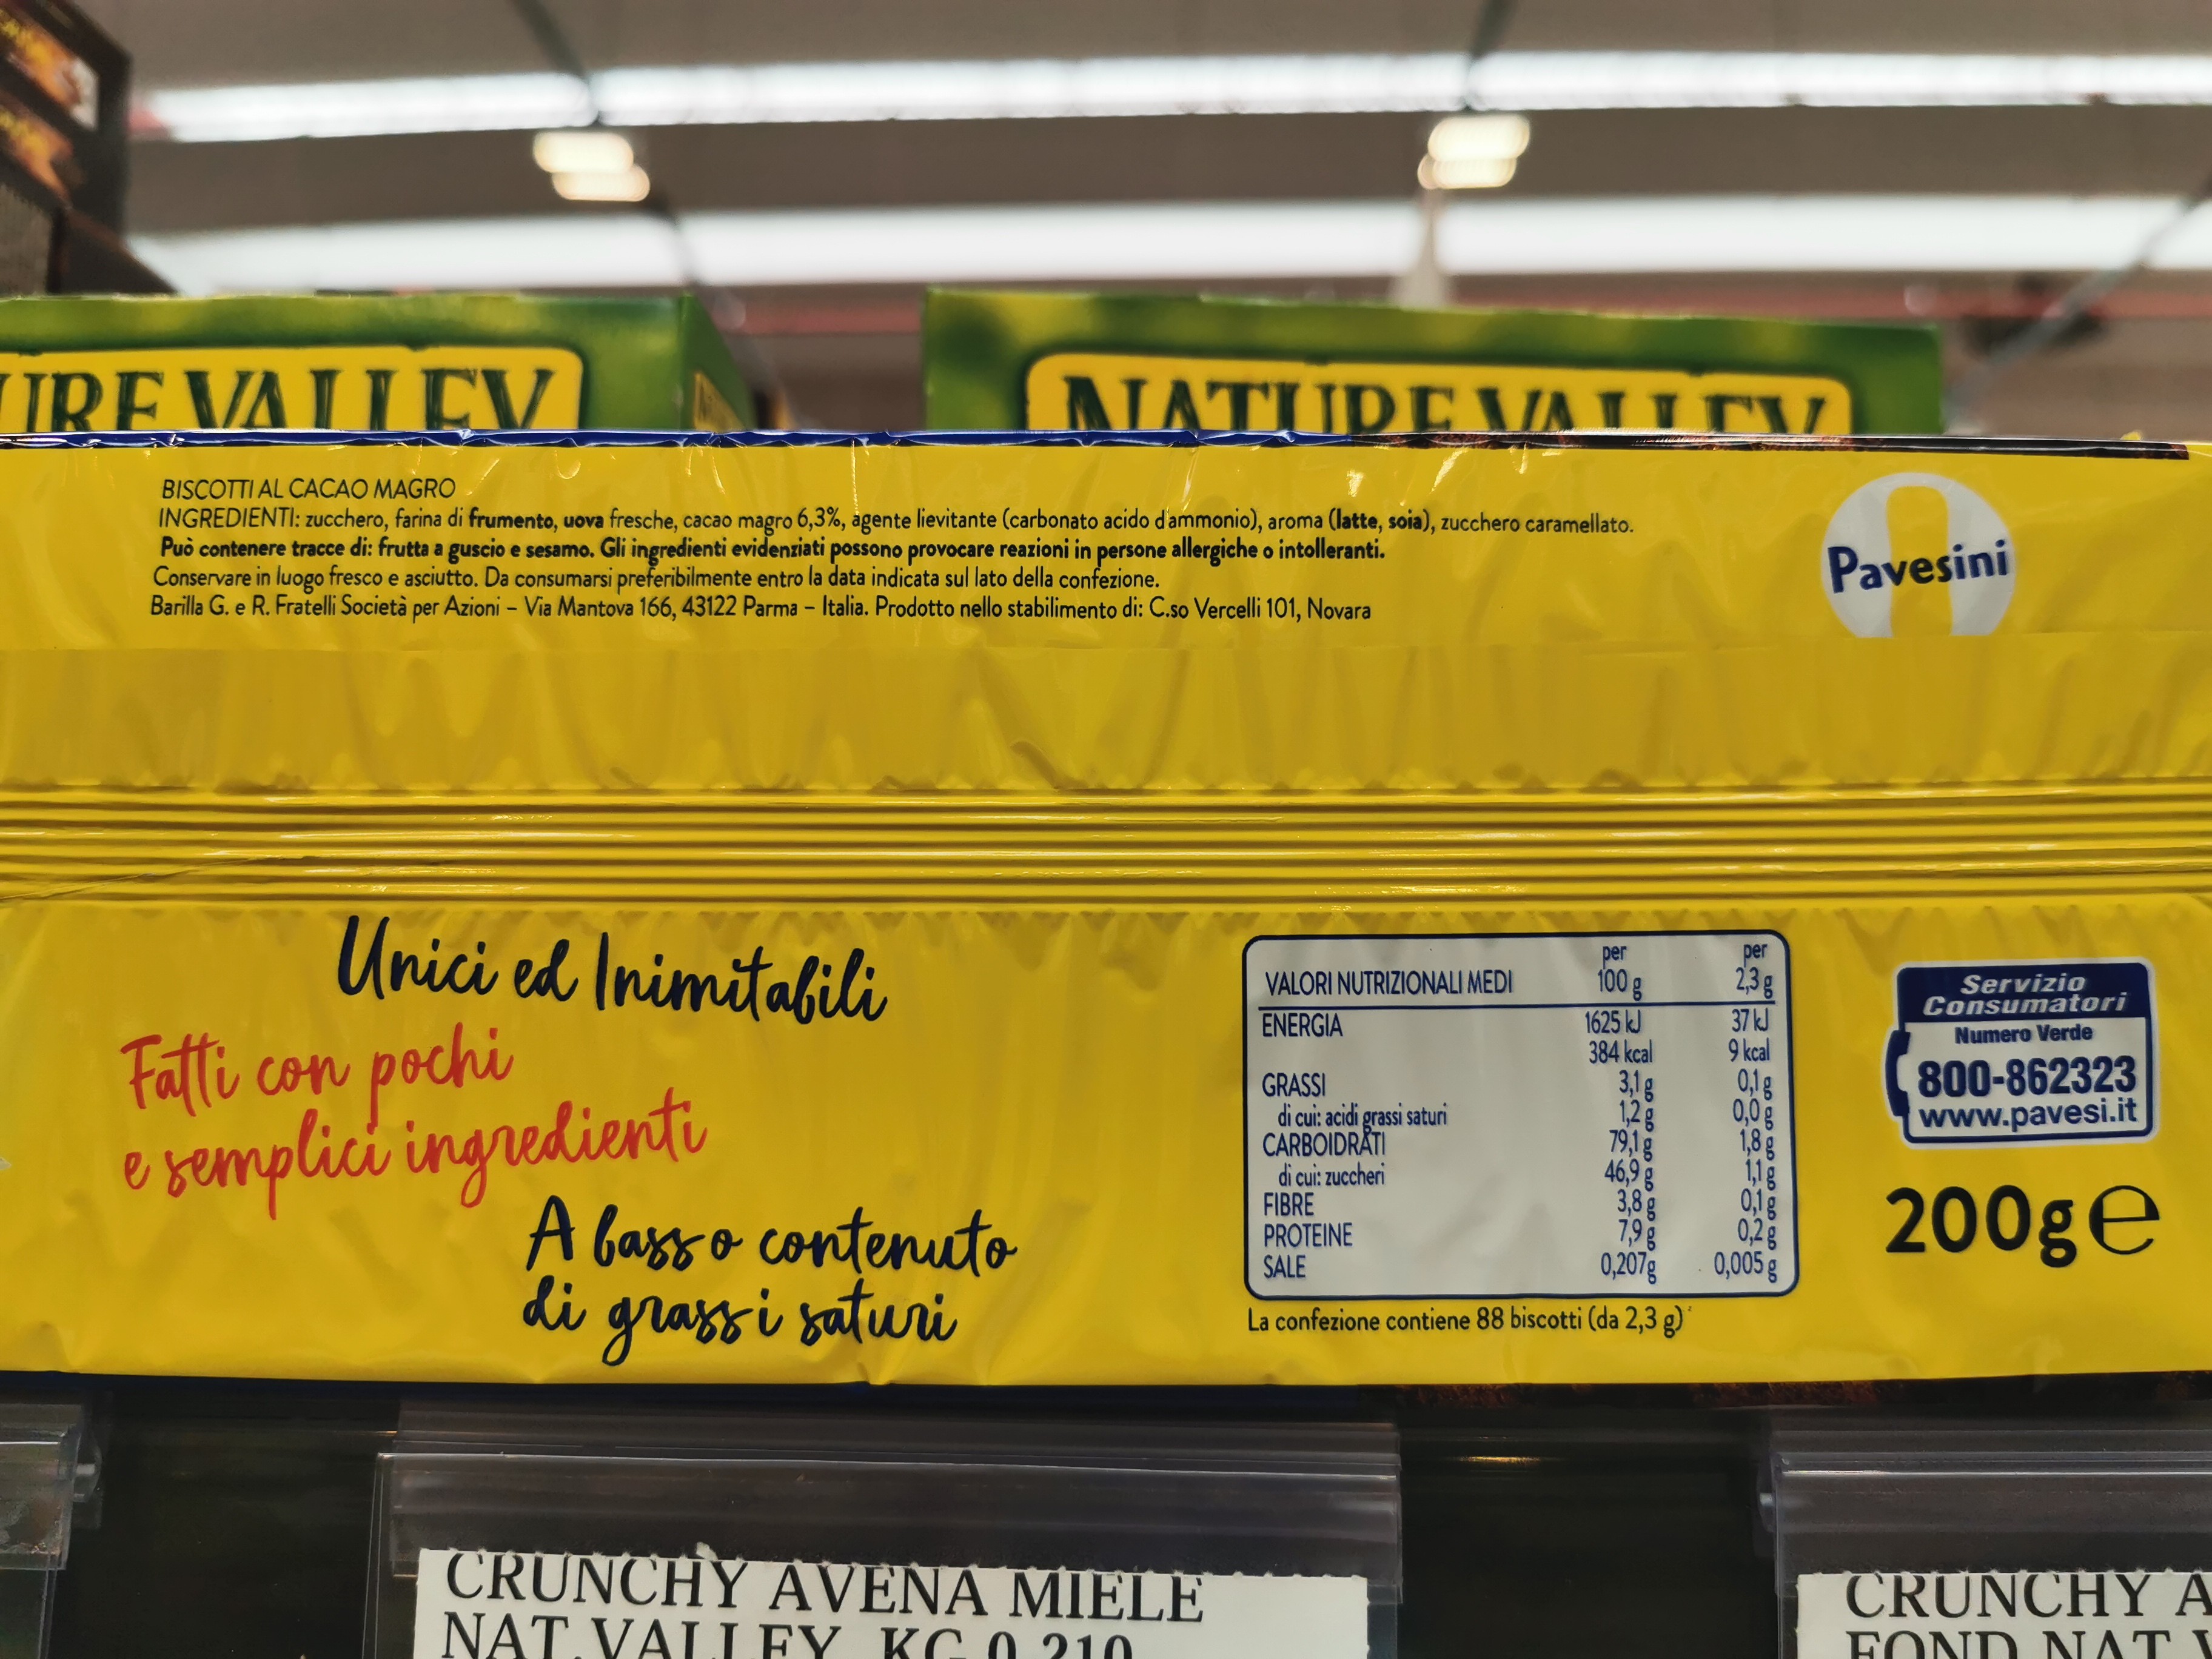 URE VALLEY
NATURE VALLEY
BISCOTTI AL CACAO MAGRO
INGREDIENTI: zucchero, farina di frumento, uova fresche, cacao magro 6,3%, agente lievitante (carbonato acido d'ammonio), aroma (latte, soia), zucchero caramellato.
Può contenere tracce di: frutta a guscio e sesamo. Gli ingredienti evidenziati possono provocare reazioni in persone allergiche o intolleranti.
Conservare in luogo fresco e asciutto. Da consumarsi preferibilmente entro la data indicata sul lato della confezione.
Barilla G. e R. Fratelli Società per Azioni – Via Mantova 166, 43122 Parma – Italia. Prodotto nello stabilimento di: C.so Vercelli 101, Novara
Pavesini
Unici ed Inimitabili
Fatti con pochi
e semplici ingredienti
A basso contenuto
di grassi saturi
VALORI NUTRIZIONALI MEDI per 100 g per 2,3 g
ENERGIA 1625 kJ 37 kJ
384 kcal 9 kcal
GRASSI 3,1 g 0,1 g
di cui: acidi grassi saturi 1,2 g 0,0 g
CARBOIDRATI 79,1 g 1,8 g
di cui: zuccheri 46,9 g 1,1 g
FIBRE 3,8 g 0,1 g
PROTEINE 7,9 g 0,2 g
SALE 0,207g 0,005 g
La confezione contiene 88 biscotti (da 2,3 g)
Servizio
Consumatori
Numero Verde
800-862323
www.pavesi.it
200g e
CRUNCHY AVENA MIELE
NAT.VALLEY KG 0,210
CRUNCHY A
FOND NAT V